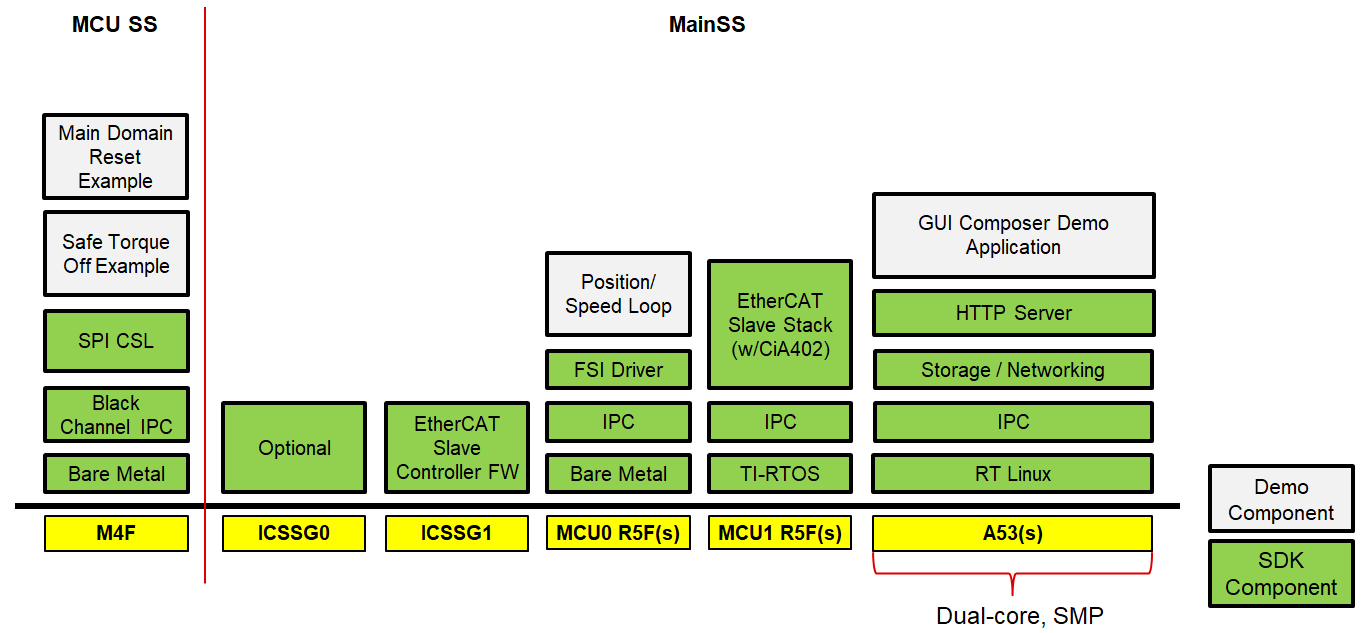 MCU SS
MainSS
Main Domain
Reset
Example
Safe Torque
Off Example
SPI CSL
Black
Channel IPC
Bare Metal
M4F
Optional
ICSSG0
EtherCAT
Slave
Controller FW
ICSSG1
Position/
Speed Loop
FSI Driver
IPC
Bare Metal
MCU0 R5F(s)
EtherCAT
Slave Stack
(w/CiA402)
IPC
TI-RTOS
MCU1 R5F(s)
GUI Composer Demo
Application
HTTP Server
Storage / Networking
IPC
RT Linux
A53(s)
Dual-core, SMP
Demo
Component
SDK
Component